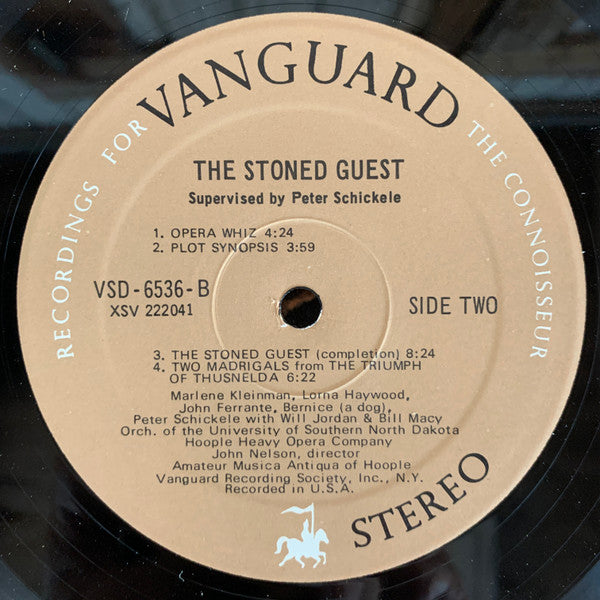 RECORDINGS FOR VANGUARD THE CONNOISSEUR
THE STONED GUEST
Supervised by Peter Schickele
1. OPERA WHIZ 4:24
2. PLOT SYNOPSIS 3:59
VSD-6536-B
XSV 222041
SIDE TWO
3. THE STONED GUEST (completion) 8:24
4. TWO MADRIGALS from THE TRIUMPH
OF THUSNELDA 6:22
Marlene Kleinman, Lorna Haywood,
John Ferrante, Bernice (a dog),
Peter Schickele with Will Jordan & Bill Macy
Orch. of the University of Southern North Dakota
Hoople Heavy Opera Company
John Nelson, director
Amateur Musica Antiqua of Hoople
Vanguard Recording Society, Inc., N.Y.
Recorded in U.S.A.
STEREO